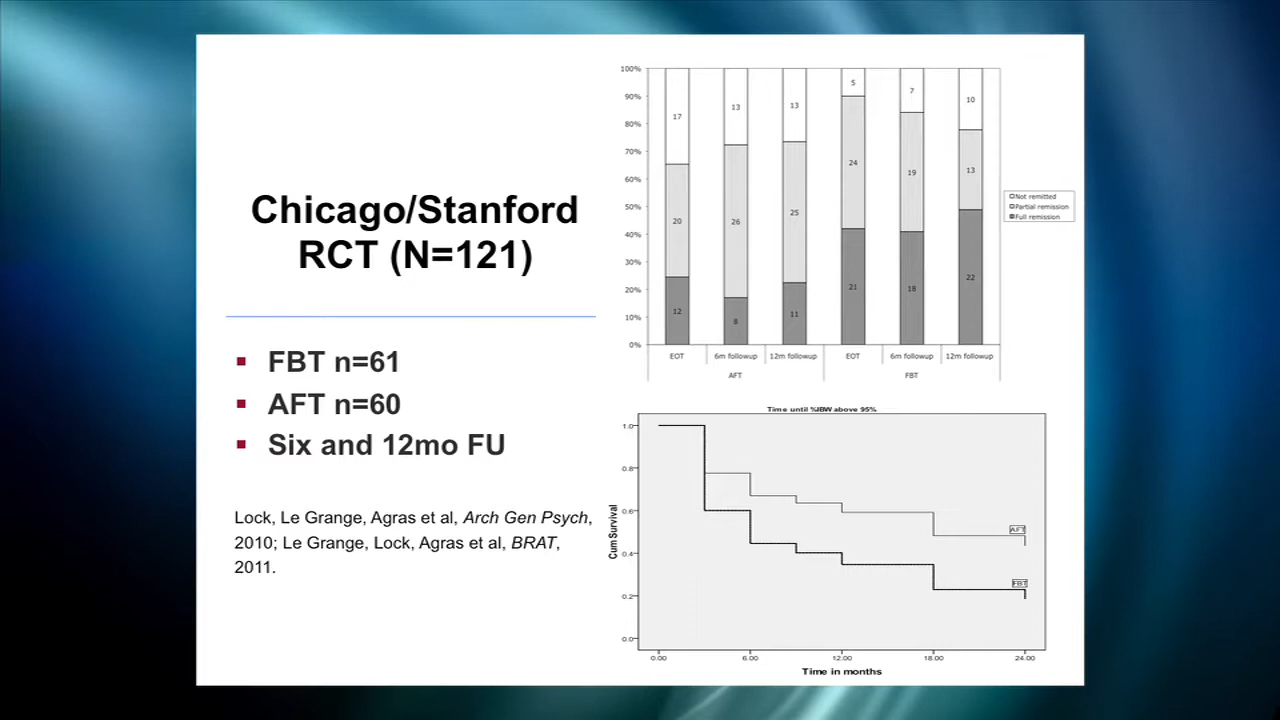 Chicago/Stanford
RCT (N=121)
FBT n=61
AFT n=60
Six and 12mo FU
Lock, Le Grange, Agras et al, Arch Gen Psych,
2010; Le Grange, Lock, Agras et al, BRAT,
2011.
100%
90%
80%
70%
60%
50%
40%
30%
20%
10%
0%
17 13 13 5 7 10
20 26 25 24 19 13
12 8 11 21 18 22
EOT 6m followup 12m followup EOT 6m followup 12m followup
AFT FBT
Not remitted
Partial remission
Full remission
Time until %IBW above 95%
Cum Survival
1.0
0.8
0.6
0.4
0.2
0.0
AFT
FBT
0.00 6.00 12.00 18.00 24.00
Time in months